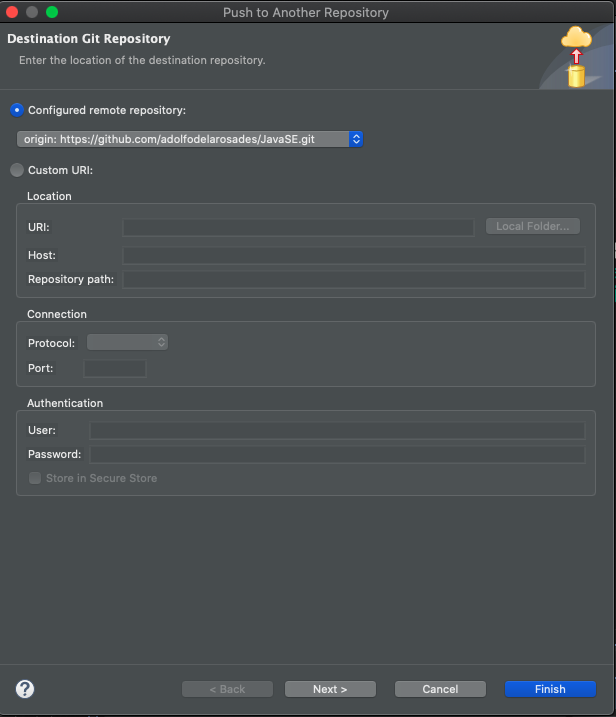 Push to Another Repository
Destination Git Repository
Enter the location of the destination repository.
Configured remote repository:
origin: https://github.com/adolfodelarosades/JavaSE.git
Custom URI:
Location
URI:
Local Folder...
Host:
Repository path:
Connection
Protocol:
Port:
Authentication
User:
Password:
Store in Secure Store
?
< Back
Next >
Cancel
Finish